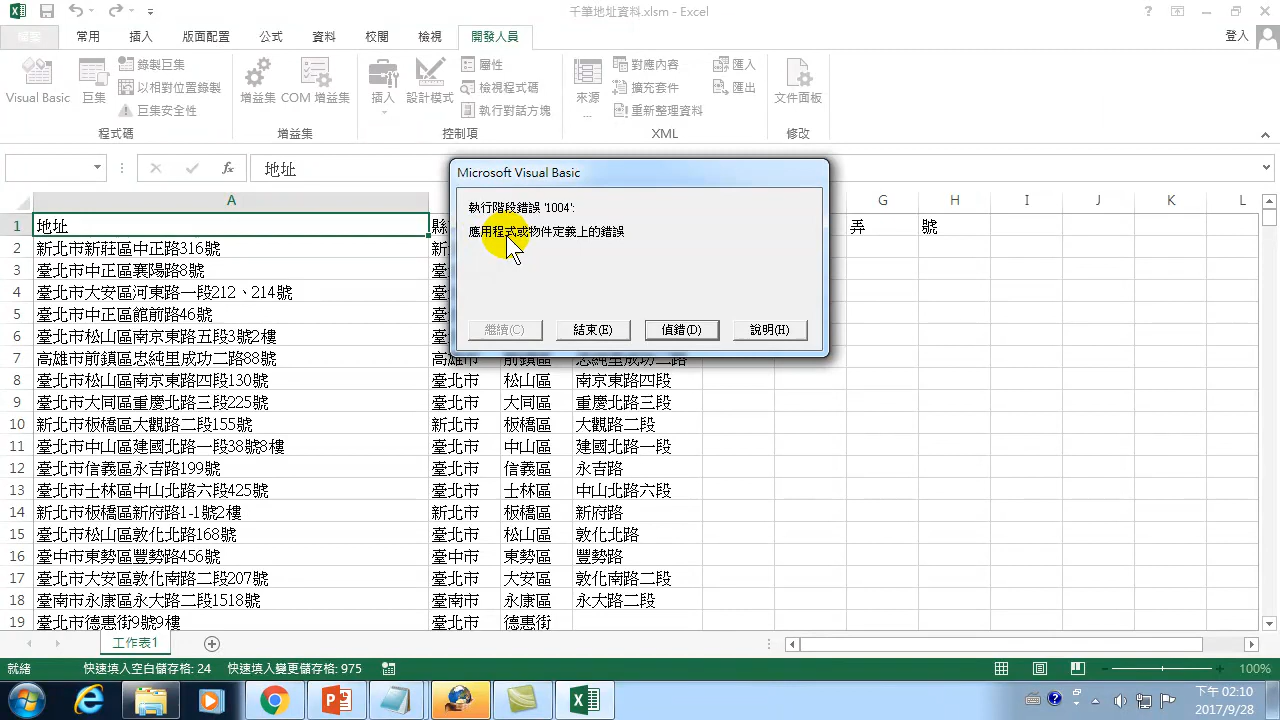 千筆地址資料.xlsm - Excel
常用 插入 版面配置 公式 資料 校閱 檢視 開發人員 登入
Visual Basic 巨集 錄製巨集 以相對位置錄製 巨集安全性 程式碼
增益集 COM 增益集 增益集
插入 設計模式 屬性 檢視程式碼 執行對話方塊 控制項
來源 ... 對應內容 擴充套件 重新整理資料 匯入 匯出 XML
文件面板 修改
fx 地址
Microsoft Visual Basic
執行階段錯誤 '1004':
應用程式或物件定義上的錯誤
繼續(C) 結束(E) 偵錯(D) 說明(H)
A G H I J K L
1 地址 弄 號
2 新北市新莊區中正路316號
3 臺北市中正區襄陽路8號
4 臺北市大安區河東路一段212、214號
5 臺北市中正區館前路46號
6 臺北市松山區南京東路五段3號2樓
7 高雄市前鎮區忠純里成功二路88號 高雄市 前鎮區 忠純里成功二路
8 臺北市松山區南京東路四段130號 臺北市 松山區 南京東路四段
9 臺北市大同區重慶北路三段225號 臺北市 大同區 重慶北路三段
10 新北市板橋區大觀路二段155號 新北市 板橋區 大觀路二段
11 臺北市中山區建國北路一段38號8樓 臺北市 中山區 建國北路一段
12 臺北市信義區永吉路199號 臺北市 信義區 永吉路
13 臺北市士林區中山北路六段425號 臺北市 士林區 中山北路六段
14 新北市板橋區新府路1-1號2樓 新北市 板橋區 新府路
15 臺北市松山區敦化北路168號 臺北市 松山區 敦化北路
16 臺中市東勢區豐勢路456號 臺中市 東勢區 豐勢路
17 臺北市大安區敦化南路二段207號 臺北市 大安區 敦化南路二段
18 臺南市永康區永大路二段1518號 臺南市 永康區 永大路二段
19 臺北市德惠街9號9樓 臺北市 德惠街
工作表1
就緒 快速填入空白儲存格: 24 快速填入變更儲存格: 975 100%
下午 02:10
2017/9/28